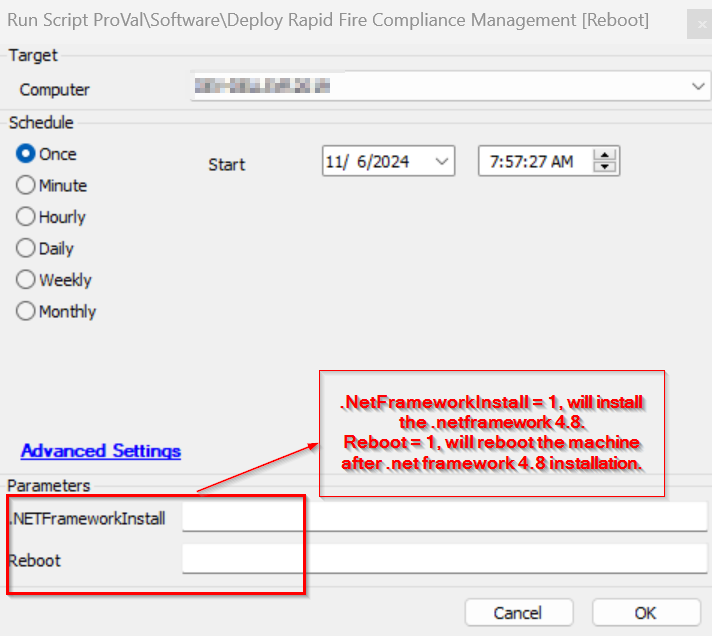 Run Script ProVal\Software\Deploy Rapid Fire Compliance Management [Reboot]
Target
Computer
Schedule
Once
Start
11/ 6/2024
7:57:27 AM
Minute
Hourly
Daily
Weekly
Monthly
.NetFrameworkInstall = 1, will install
the .netframework 4.8.
Reboot = 1, will reboot the machine
after .net framework 4.8 installation.
Advanced Settings
Parameters
.NETFrameworkInstall
Reboot
Cancel
OK